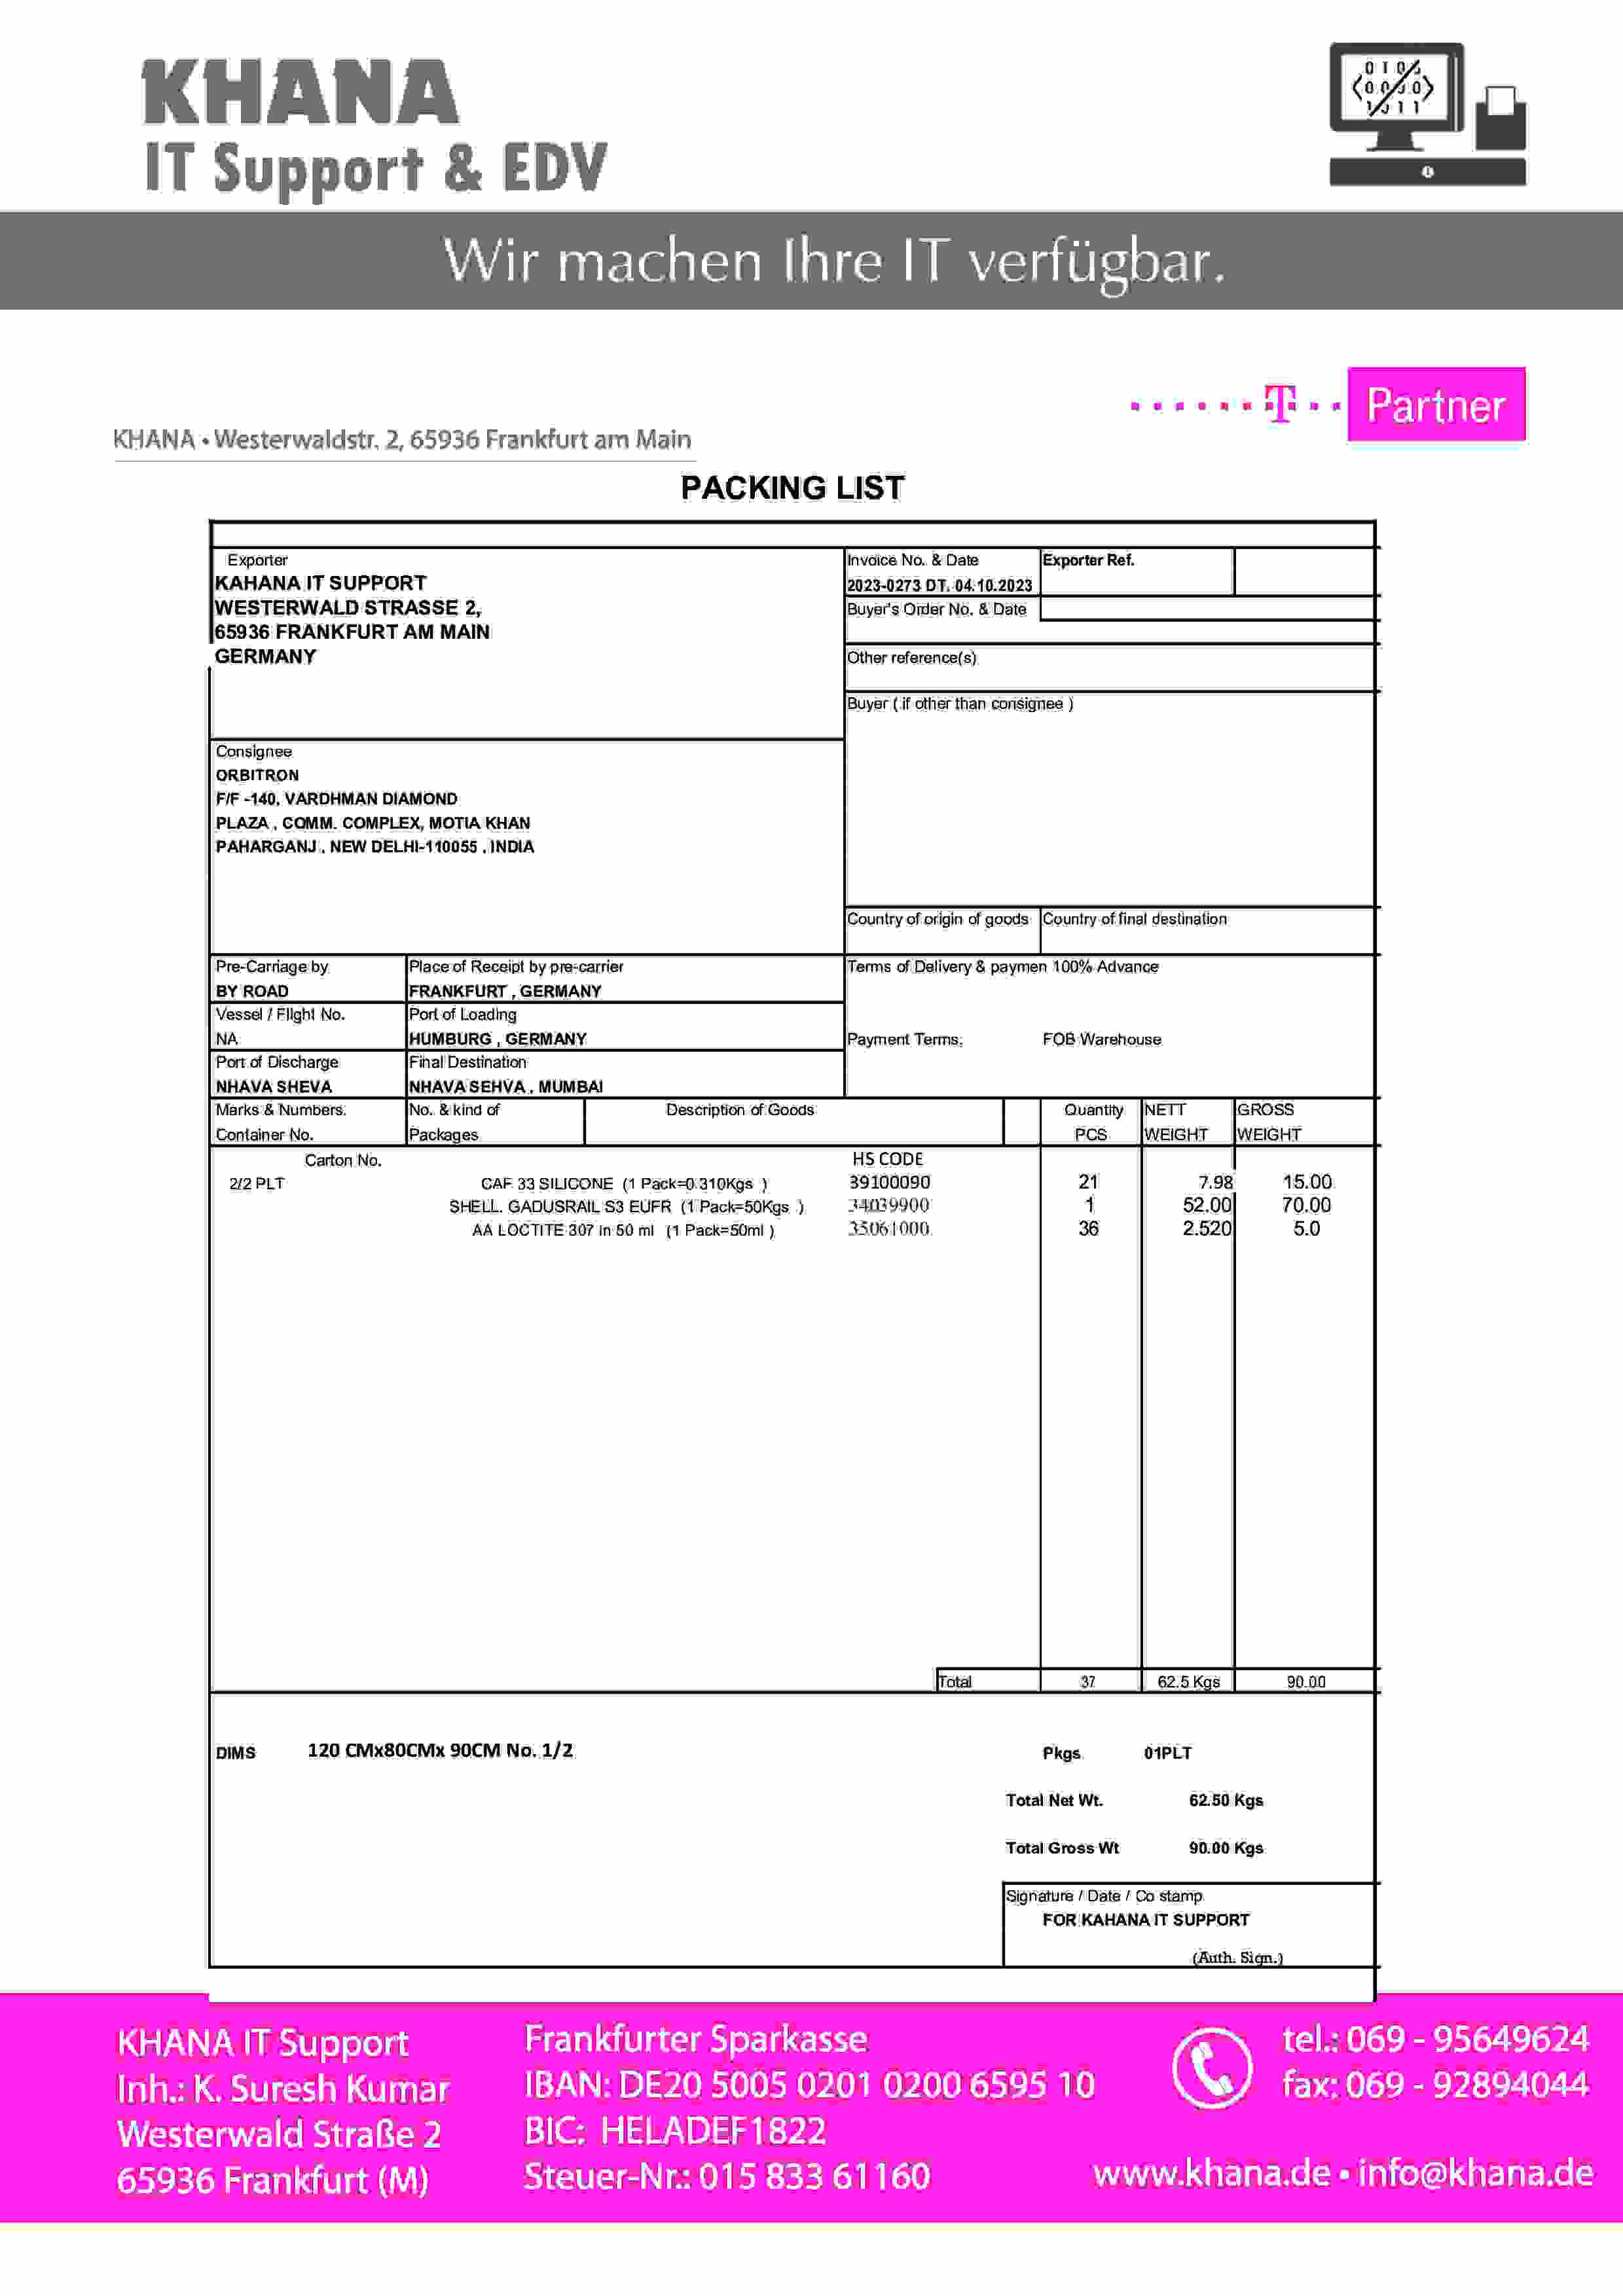 KHANA
IT Support & EDV
Wir machen Ihre IT verfügbar.
T Partner
KHANA • Westerwaldstr. 2, 65936 Frankfurt am Main
PACKING LIST
Exporter
KAHANA IT SUPPORT
WESTERWALD STRASSE 2,
65936 FRANKFURT AM MAIN
GERMANY
Invoice No. & Date
2023-0273 DT. 04.10.2023
Exporter Ref.
Buyer's Order No. & Date
Other reference(s)
Buyer ( if other than consignee )
Consignee
ORBITRON
F/F -140, VARDHMAN DIAMOND
PLAZA , COMM. COMPLEX, MOTIA KHAN
PAHARGANJ , NEW DELHI-110055 , INDIA
Country of origin of goods Country of final destination
Pre-Carriage by Place of Receipt by pre-carrier Terms of Delivery & paymen 100% Advance
BY ROAD FRANKFURT , GERMANY
Vessel / Flight No. Port of Loading
NA HUMBURG , GERMANY Payment Terms: FOB Warehouse
Port of Discharge Final Destination
NHAVA SHEVA NHAVA SEHVA , MUMBAI
Marks & Numbers. No. & kind of Description of Goods Quantity NETT GROSS
Container No. Packages PCS WEIGHT WEIGHT
Carton No. HS CODE
2/2 PLT CAF 33 SILICONE (1 Pack=0.310Kgs ) 39100090 21 7.98 15.00
SHELL. GADUSRAIL S3 EUFR (1 Pack=50Kgs ) 34039900 1 52.00 70.00
AA LOCTITE 307 in 50 ml (1 Pack=50ml ) 35061000 36 2.520 5.0
Total 37 62.5 Kgs 90.00
DIMS 120 CMx80CMx 90CM No. 1/2 Pkgs 01PLT
Total Net Wt. 62.50 Kgs
Total Gross Wt 90.00 Kgs
Signature / Date / Co stamp
FOR KAHANA IT SUPPORT
(Auth. Sign.)
KHANA IT Support
Inh.: K. Suresh Kumar
Westerwald Straße 2
65936 Frankfurt (M)
Frankfurter Sparkasse
IBAN: DE20 5005 0201 0200 6595 10
BIC: HELADEF1822
Steuer-Nr.: 015 833 61160
tel.: 069 - 95649624
fax: 069 - 92894044
www.khana.de • info@khana.de